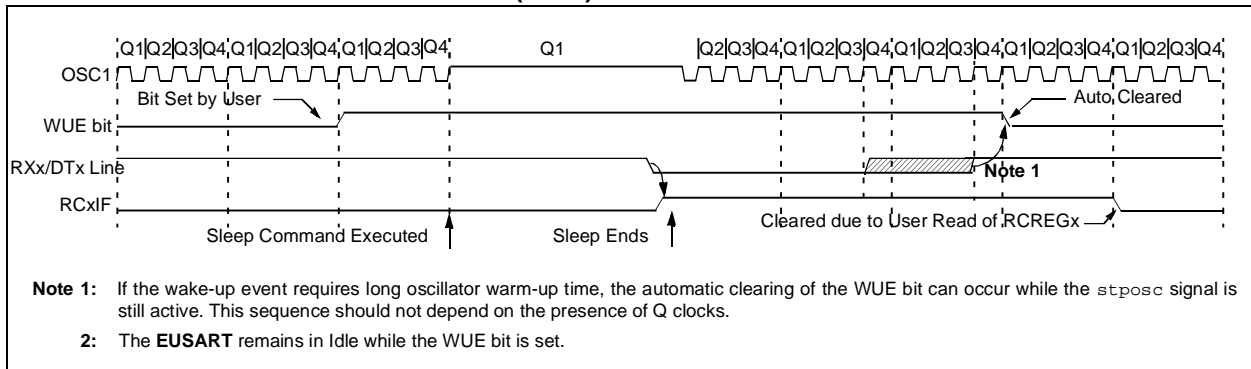 Q1|Q2|Q3|Q4|Q1|Q2|Q3|Q4|Q1|Q2|Q3|Q4 Q1 |Q2|Q3|Q4|Q1|Q2|Q3|Q4|Q1|Q2|Q3|Q4|Q1|Q2|Q3|Q4|Q1|Q2|Q3|Q4
OSC1
Bit Set by User Auto Cleared
WUE bit
RXx/DTx Line Note 1
RCxIF
Cleared due to User Read of RCREGx
Sleep Command Executed Sleep Ends
Note 1: If the wake-up event requires long oscillator warm-up time, the automatic clearing of the WUE bit can occur while the stposc signal is
still active. This sequence should not depend on the presence of Q clocks.
2: The EUSART remains in Idle while the WUE bit is set.